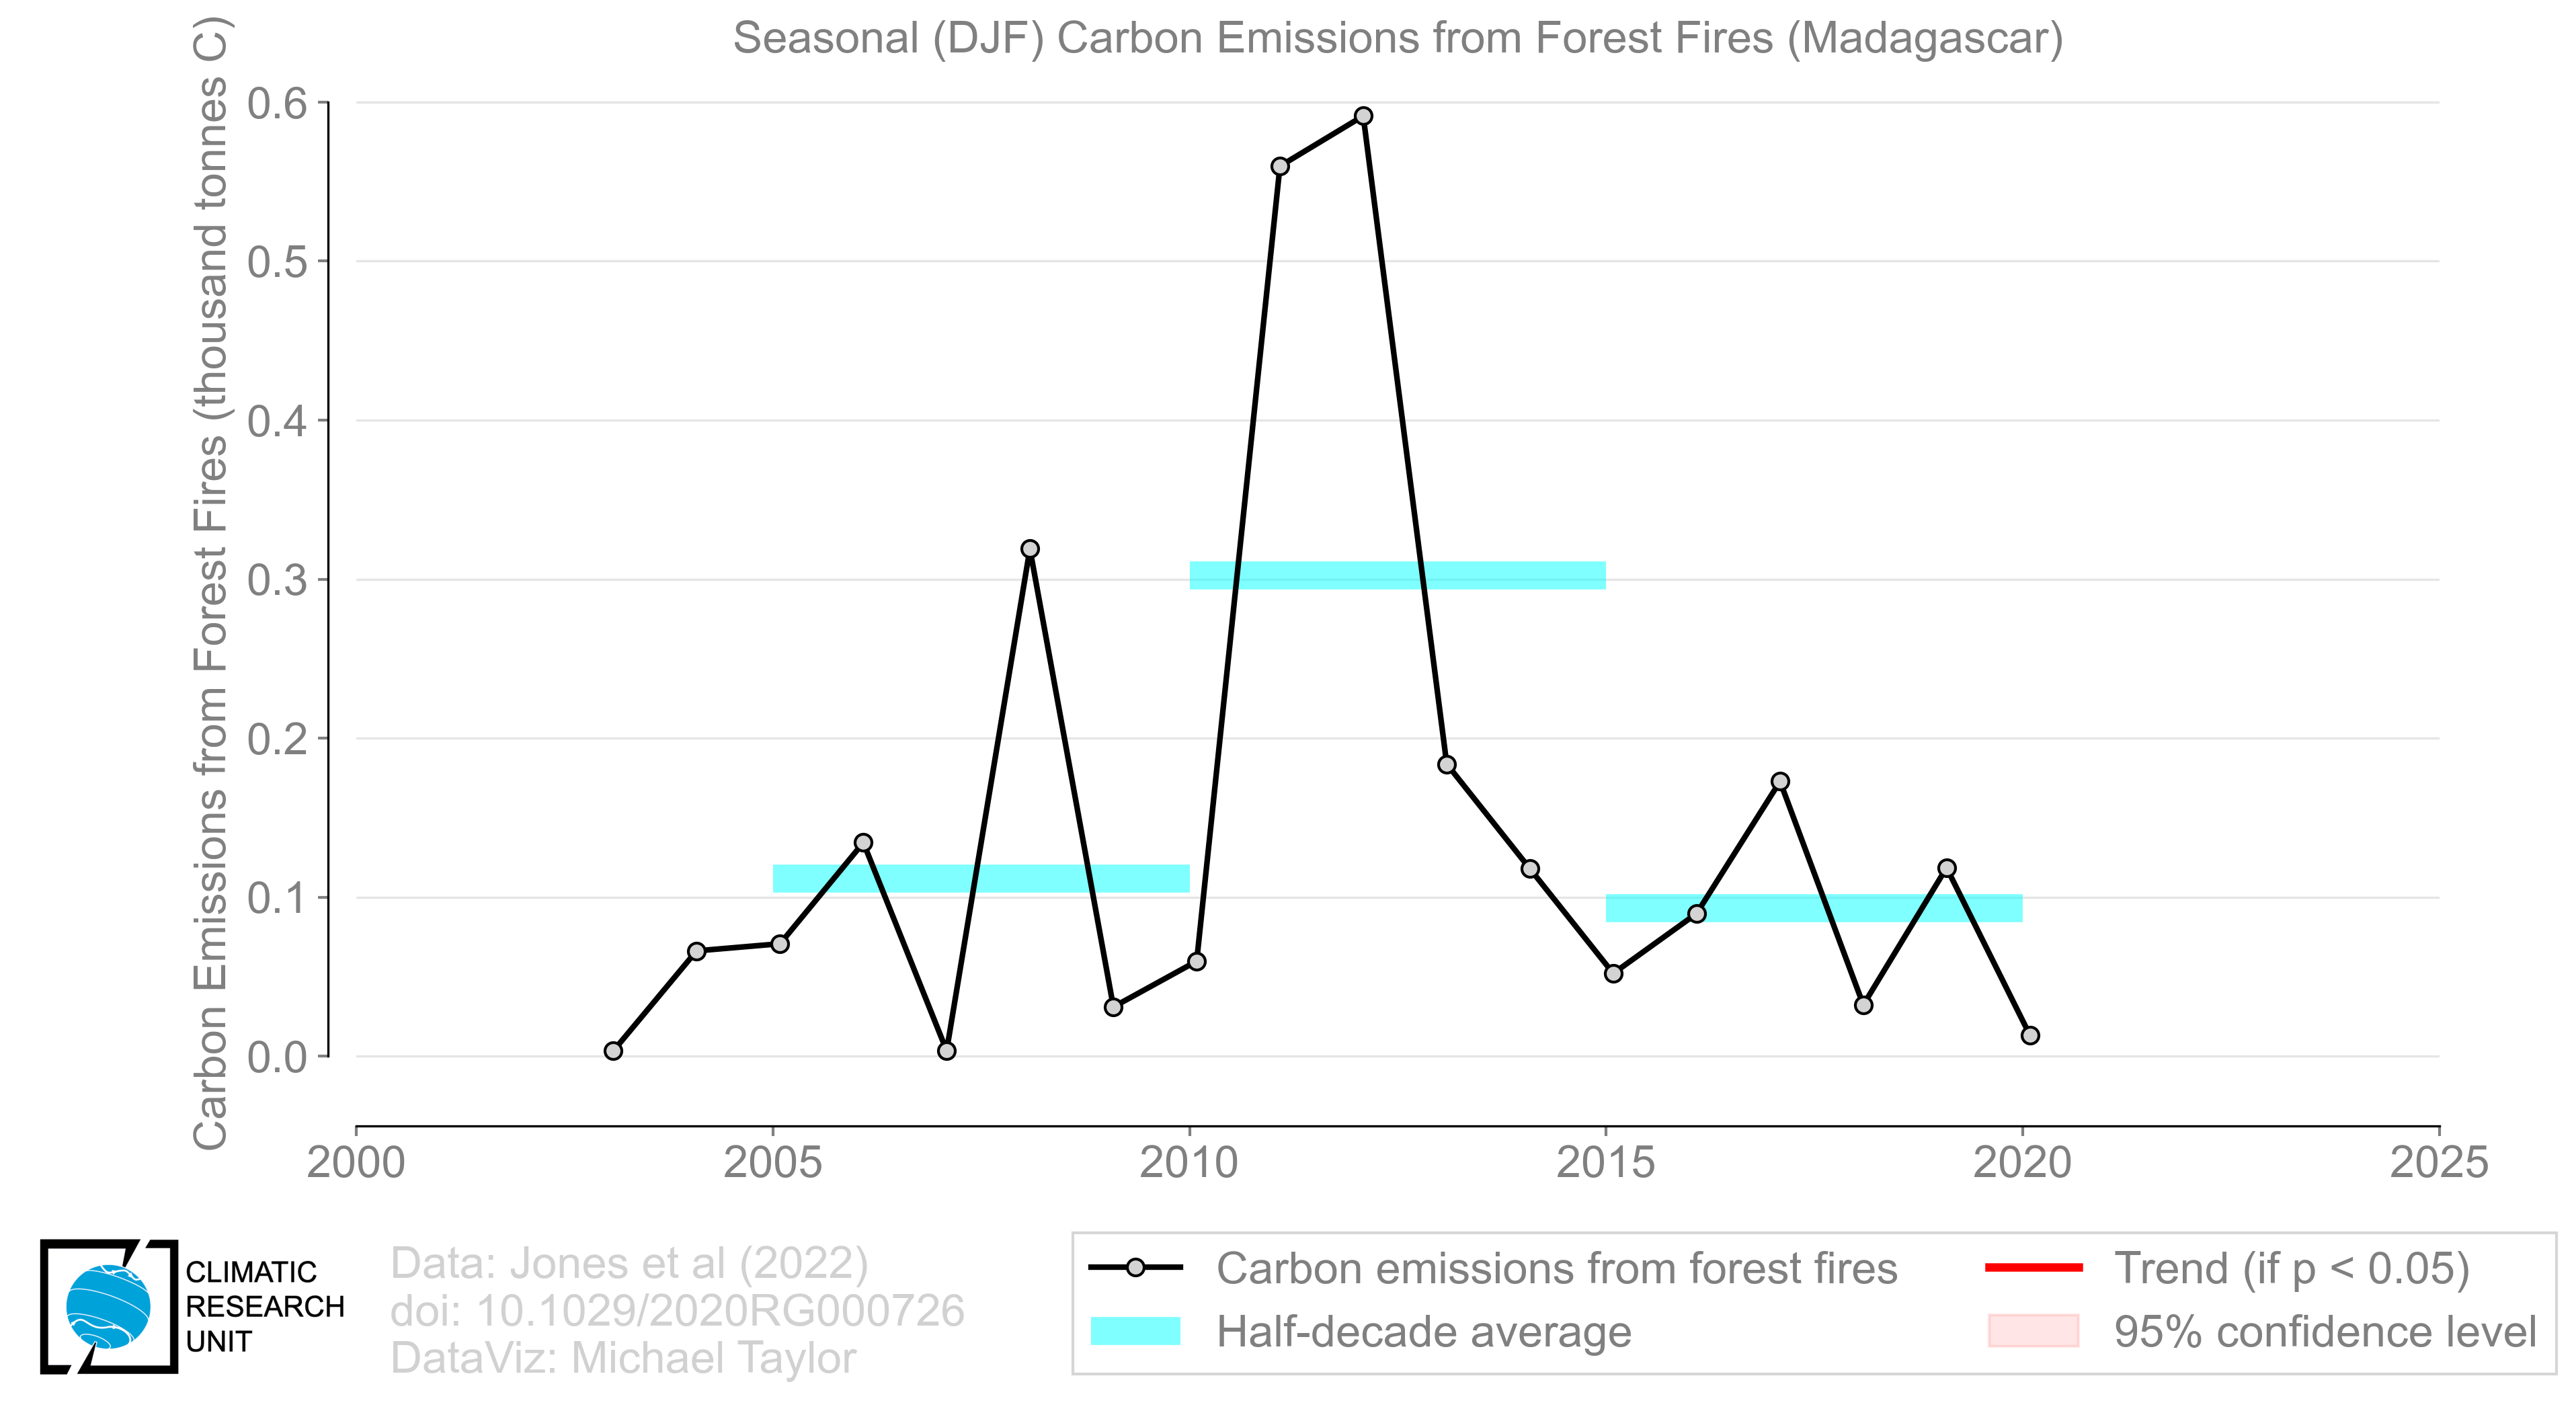 Seasonal (DJF) Carbon Emissions from Forest Fires (Madagascar)
Carbon Emissions from Forest Fires (thousand tonnes C)
0.6
0.5
0.4
0.3
0.2
0.1
0.0
2000
2005
2010
2015
2020
2025
CLIMATIC
RESEARCH
UNIT
Data: Jones et al (2022)
doi: 10.1029/2020RG000726
DataViz: Michael Taylor
Carbon emissions from forest fires
Half-decade average
Trend (if p < 0.05)
95% confidence level